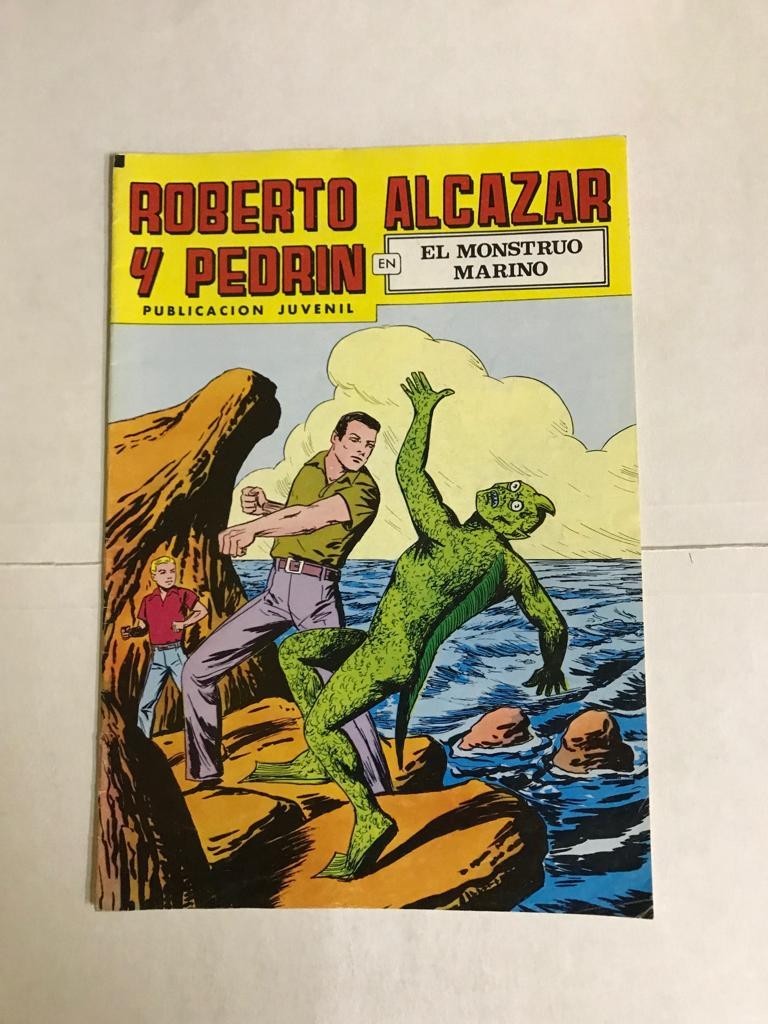 ROBERTO ALCAZAR
Y PEDRIN
EN
EL MONSTRUO
MARINO
PUBLICACION JUVENIL